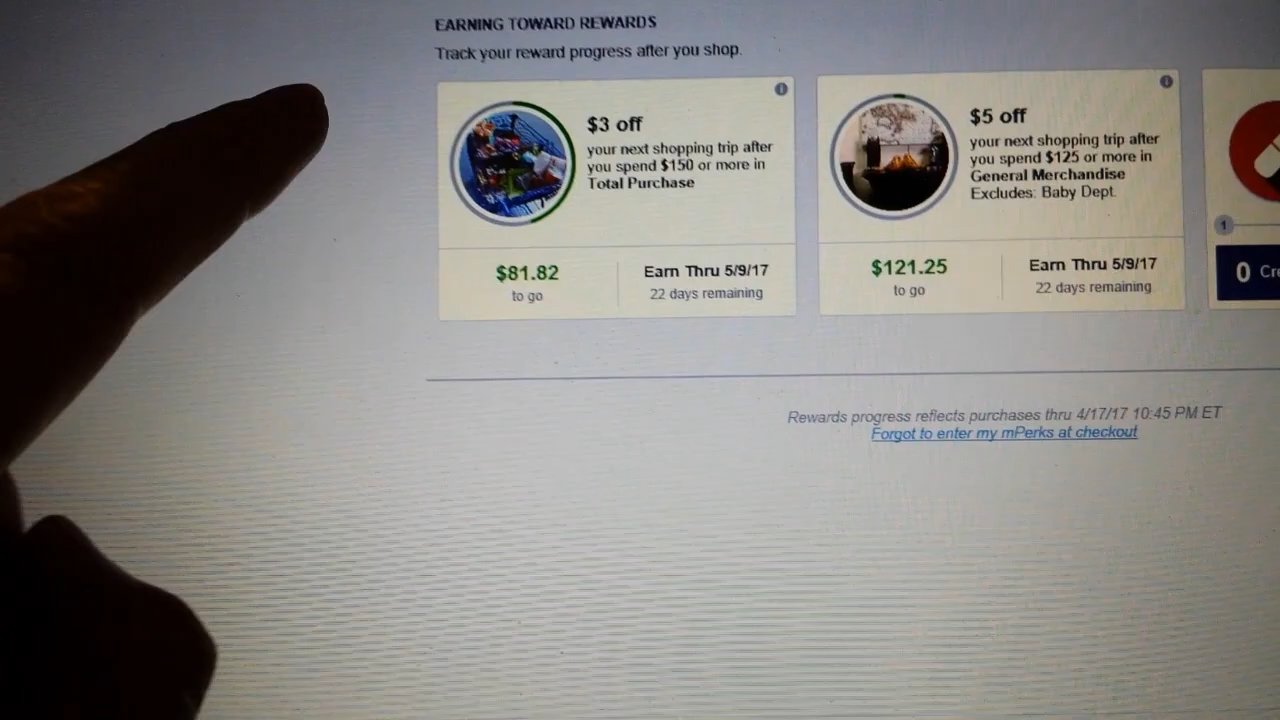 EARNING TOWARD REWARDS
Track your reward progress after you shop.
$3 off
your next shopping trip after
you spend $150 or more in
Total Purchase
$81.82
to go
Earn Thru 5/9/17
22 days remaining
$5 off
your next shopping trip after
you spend $125 or more in
General Merchandise
Excludes: Baby Dept.
$121.25
to go
Earn Thru 5/9/17
22 days remaining
1
0
Rewards progress reflects purchases thru 4/17/17 10:45 PM ET
Forgot to enter my mPerks at checkout